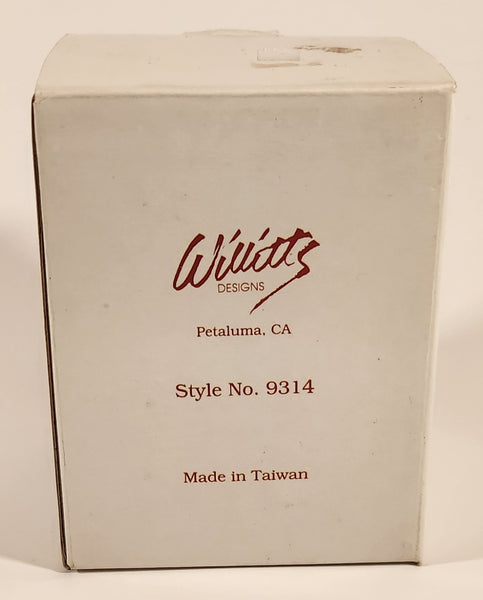 Willitts
DESIGNS
Petaluma, CA
Style No. 9314
Made in Taiwan